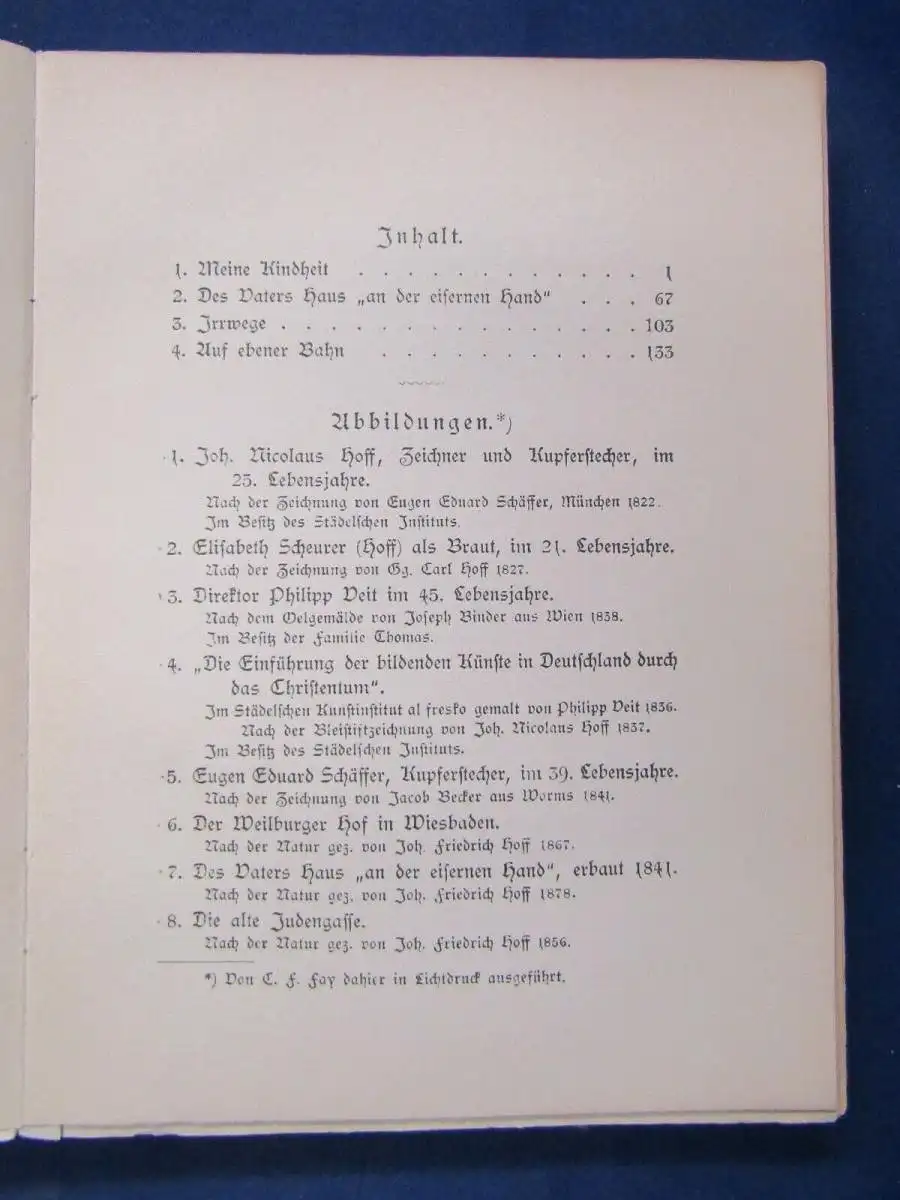 Inhalt.
1. Meine Kindheit . . . . . . . . . . . . 1
2. Des Vaters Haus „an der eisernen Hand“ . . . 67
3. Irrwege . . . . . . . . . . . . . . . 103
4. Auf ebener Bahn . . . . . . . . . . . 133
Abbildungen.*)
1. Joh. Nicolaus Hoff, Zeichner und Kupferstecher, im
25. Lebensjahre.
Nach der Zeichnung von Eugen Eduard Schäffer, München 1822.
Im Besitz des Städelschen Instituts.
2. Elisabeth Scheurer (Hoff) als Braut, im 21. Lebensjahre.
Nach der Zeichnung von Gg. Carl Hoff 1827.
3. Direktor Philipp Veit im 45. Lebensjahre.
Nach dem Oelgemälde von Joseph Binder aus Wien 1838.
Im Besitz der Familie Thomas.
4. „Die Einführung der bildenden Künste in Deutschland durch
das Christentum“.
Im Städelschen Kunstinstitut al fresko gemalt von Philipp Veit 1836.
Nach der Bleistiftzeichnung von Joh. Nicolaus Hoff 1837.
Im Besitz des Städelschen Instituts.
5. Eugen Eduard Schäffer, Kupferstecher, im 39. Lebensjahre.
Nach der Zeichnung von Jacob Becker aus Worms 1841.
6. Der Weilburger Hof in Wiesbaden.
Nach der Natur gez. von Joh. Friedrich Hoff 1867.
7. Des Vaters Haus „an der eisernen Hand“, erbaut 1841.
Nach der Natur gez. von Joh. Friedrich Hoff 1878.
8. Die alte Judengasse.
Nach der Natur gez. von Joh. Friedrich Hoff 1856.
*) Von C. F. Fay dahier in Lichtdruck ausgeführt.